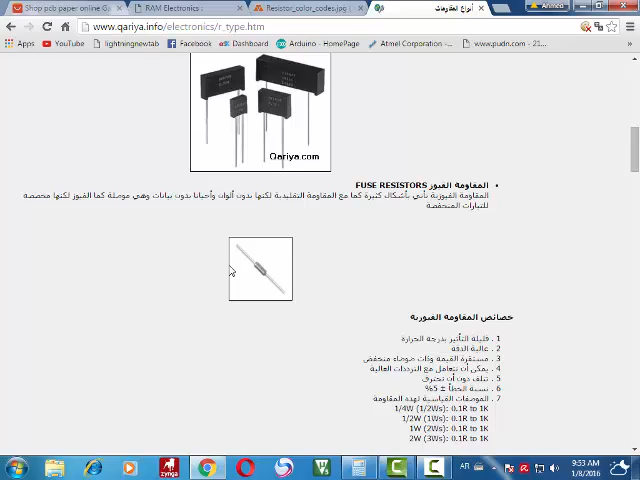 Shop pcb paper online Ga
RAM Electronics :
Resistor_color_codes.jpg (
أنواع المقاومات
Ahmed
www.qariya.info/electronics/r_type.htm
Apps
lightningnewtab
Facebook
Dashboard
Arduino - HomePage
Atmel Corporation -
www.pudn.com - 21...
Qariya.com
المقاومة الفيوز FUSE RESISTORS
المقاومة الفيوزية تأتي بأشكال كثيرة كما مع المقاومة التقليدية لكنها بدون ألوان وأحيانا بدون بيانات وهي موصلة كما الفيوز لكنها مخصصة
للتيارات المنخفضة
خصائص المقاومة الفيوزية
1 . قليلة التأثير بدرجة الحرارة
2 . عالية الدقة
3 . مستقرة القيمة وذات ضوضاء منخفض
4 . يمكن أن تتعامل مع الترددات العالية
5 . تتلف دون أن تحترق
6 . نسبة الخطأ ± 5%
7 . الموصفات القياسية لهذه المقاومة
1/4W (1/2Ws): 0.1R to 1K
1/2W (1Ws): 0.1R to 1K
1W (2Ws): 0.1R to 1K
2W (3Ws): 0.1R to 1K
zynga
AR
9:53 AM
1/8/2016